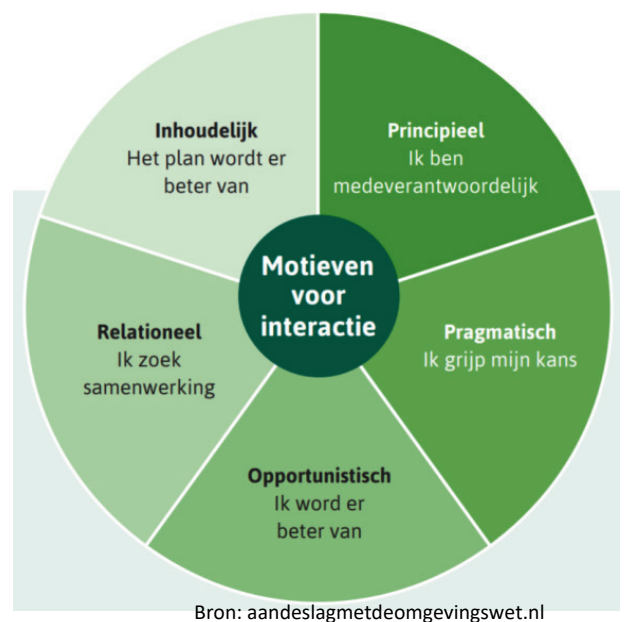 Inhoudelijk
Het plan wordt er
beter van
Principieel
Ik ben
medeverantwoordelijk
Motieven
voor
interactie
Relationeel
Ik zoek
samenwerking
Pragmatisch
Ik grijp mijn kans
Opportunistisch
Ik word er
beter van
Bron: aandeslagmetdeomgevingswet.nl